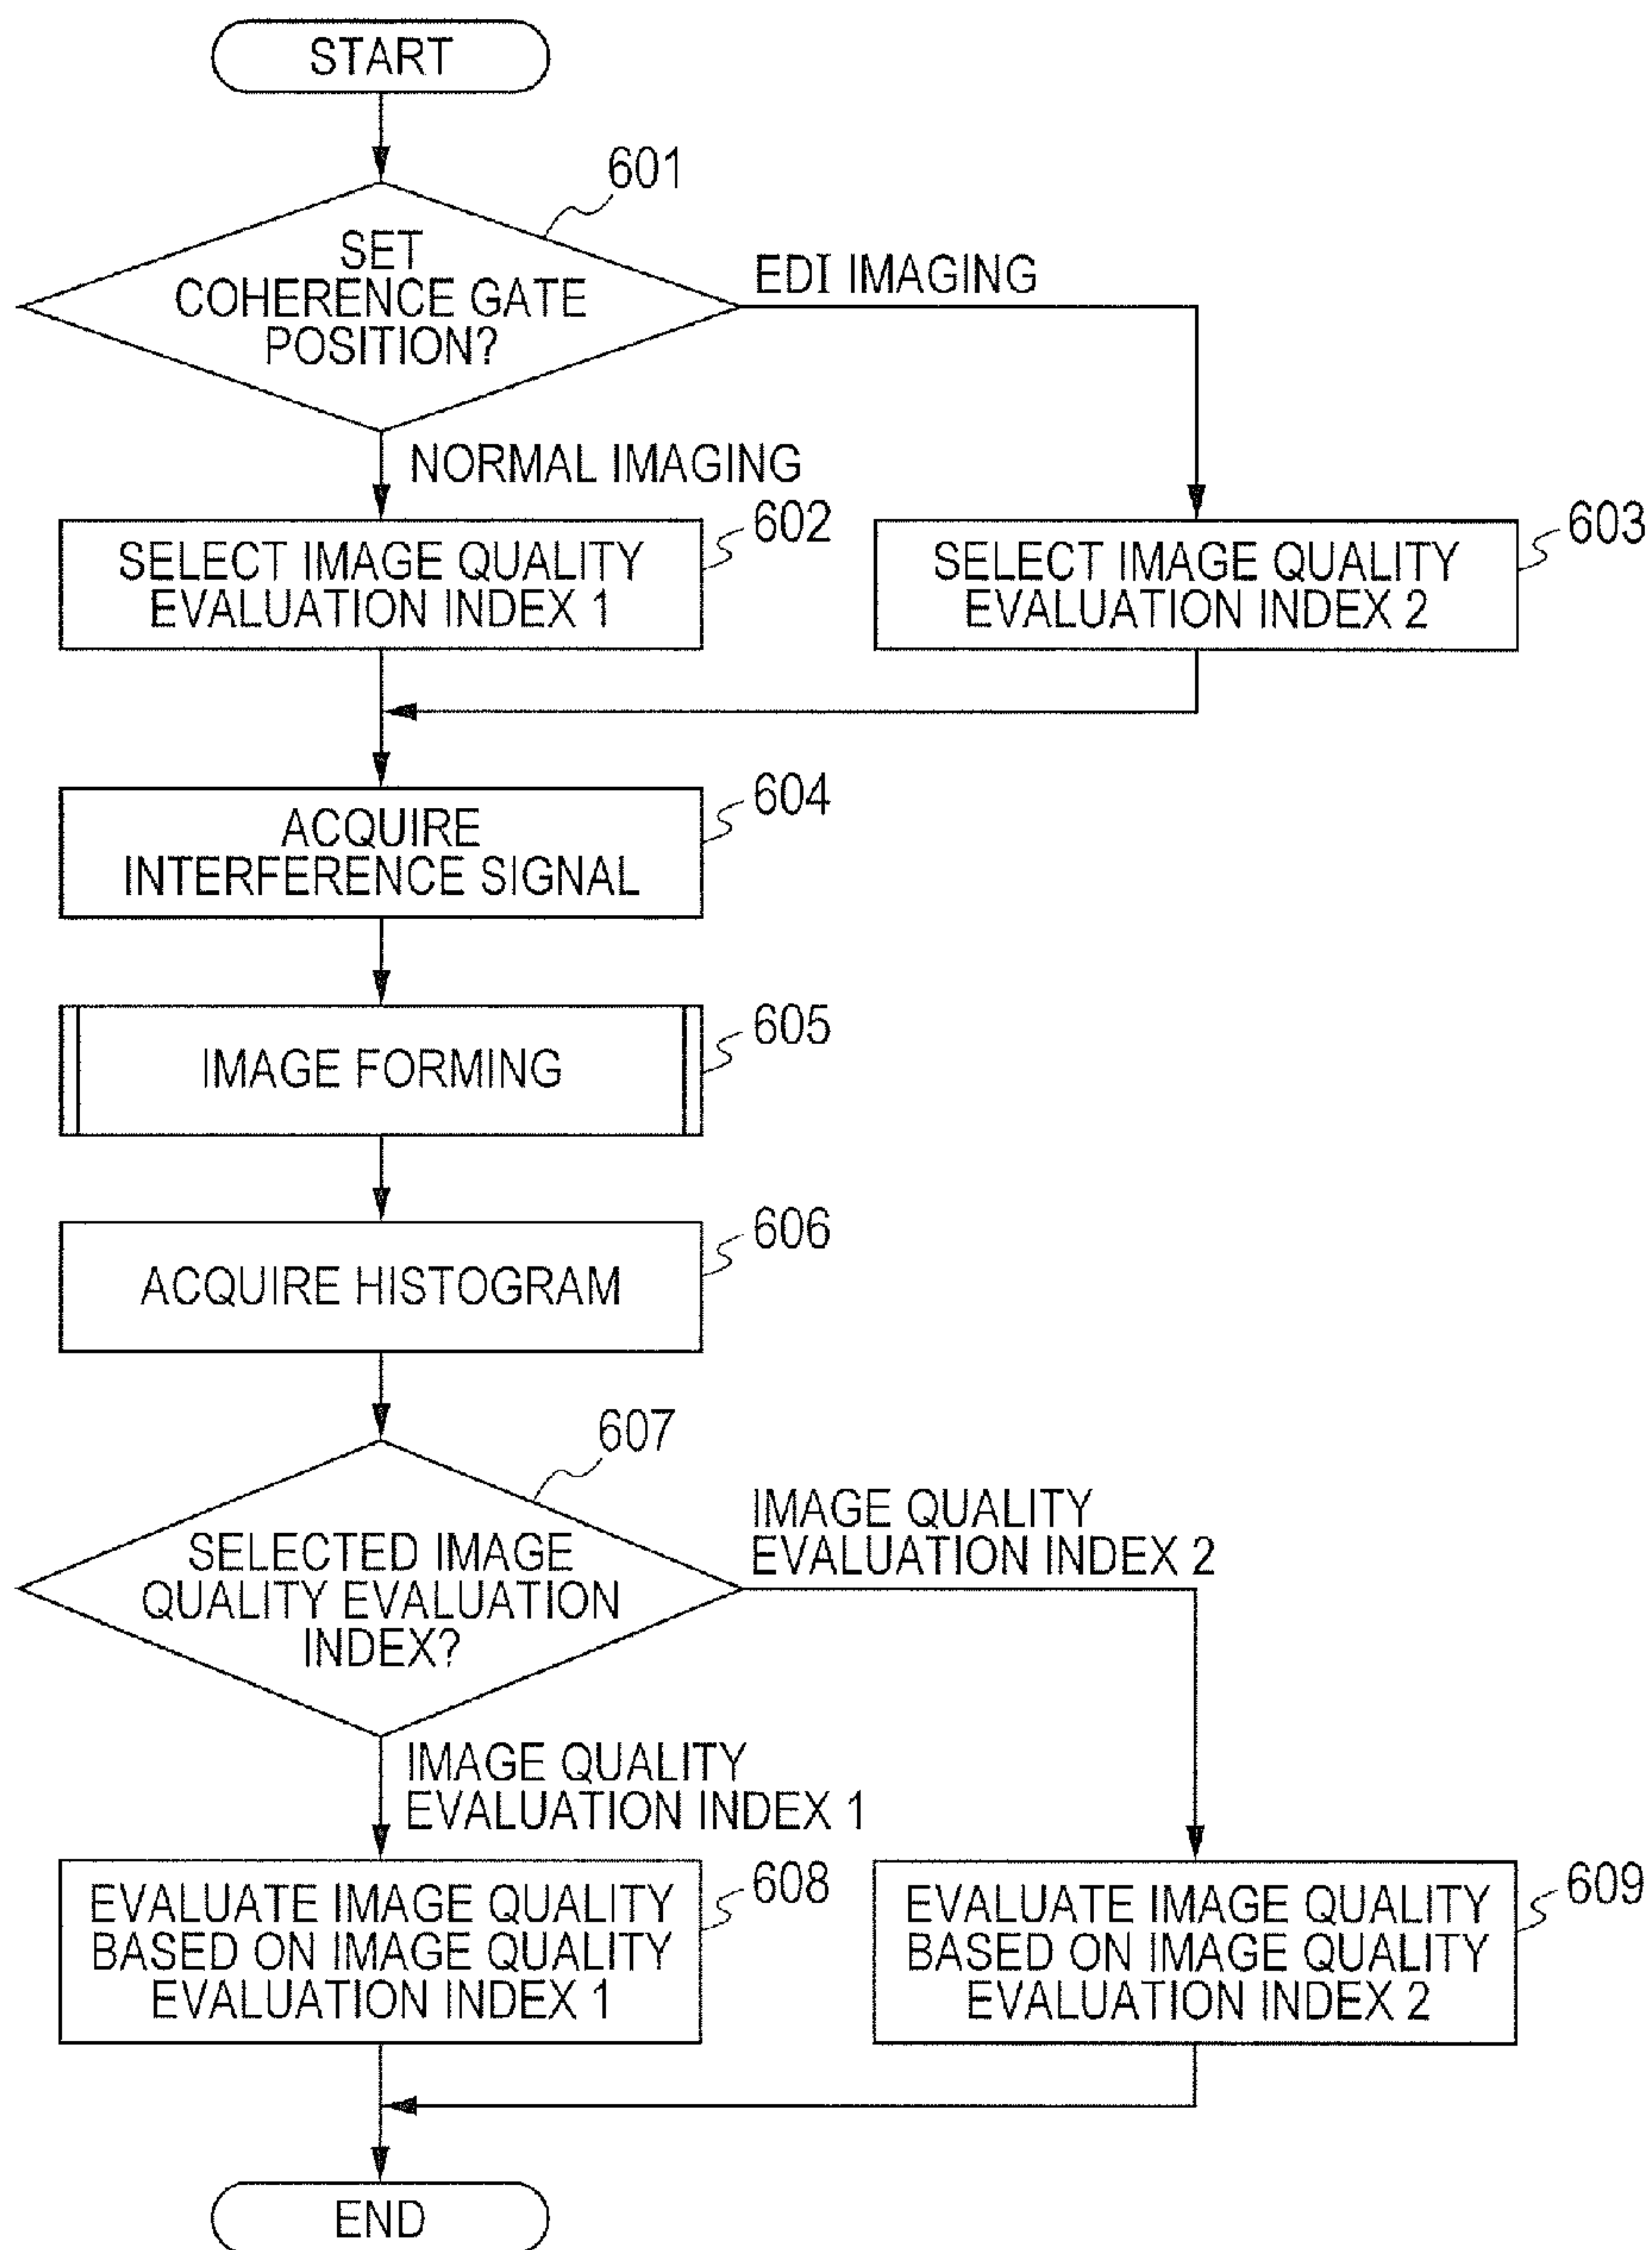 START
601
SET
COHERENCE GATE
POSITION?
EDI IMAGING
NORMAL IMAGING
602
SELECT IMAGE QUALITY
EVALUATION INDEX 1
603
SELECT IMAGE QUALITY
EVALUATION INDEX 2
604
ACQUIRE
INTERFERENCE SIGNAL
605
IMAGE FORMING
606
ACQUIRE HISTOGRAM
607
SELECTED IMAGE
QUALITY EVALUATION
INDEX?
IMAGE QUALITY
EVALUATION INDEX 2
IMAGE QUALITY
EVALUATION INDEX 1
608
EVALUATE IMAGE QUALITY
BASED ON IMAGE QUALITY
EVALUATION INDEX 1
609
EVALUATE IMAGE QUALITY
BASED ON IMAGE QUALITY
EVALUATION INDEX 2
END